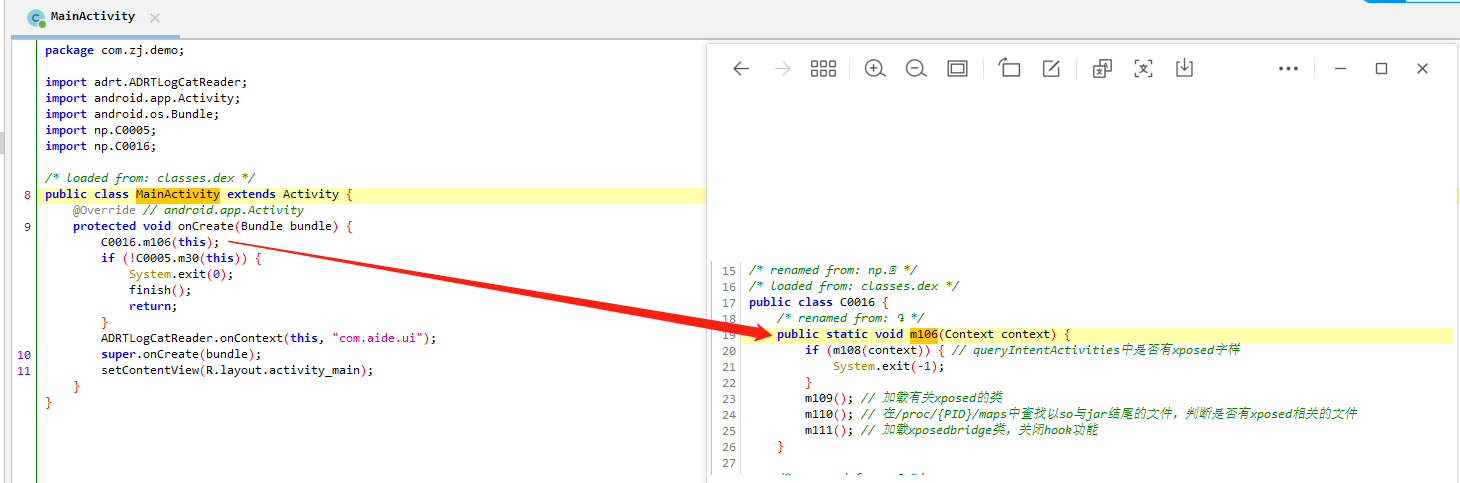 MainActivity
package com.zj.demo;
import adrt.ADRTLogCatReader;
import android.app.Activity;
import android.os.Bundle;
import np.C0005;
import np.C0016;
/* loaded from: classes.dex */
8 public class MainActivity extends Activity {
@Override // android.app.Activity
9 protected void onCreate(Bundle bundle) {
C0016.m106(this);
if (!C0005.m30(this)) {
System.exit(0);
finish();
return;
}
ADRTLogCatReader.onContext(this, "com.aide.ui");
10 super.onCreate(bundle);
11 setContentView(R.layout.activity_main);
}
}
15 /* renamed from: np. */
16 /* loaded from: classes.dex */
17 public class C0016 {
18 /* renamed from: */
19 public static void m106(Context context) {
20 if (m108(context)) { // queryIntentActivities中是否有xposed字样
21 System.exit(-1);
22 }
23 m109(); // 加载有关xposed的类
24 m110(); // 在/proc/{PID}/maps中查找以so与jar结尾的文件，判断是否有xposed相关的文件
25 m111(); // 加载xposedbridge类，关闭hook功能
26 }
27